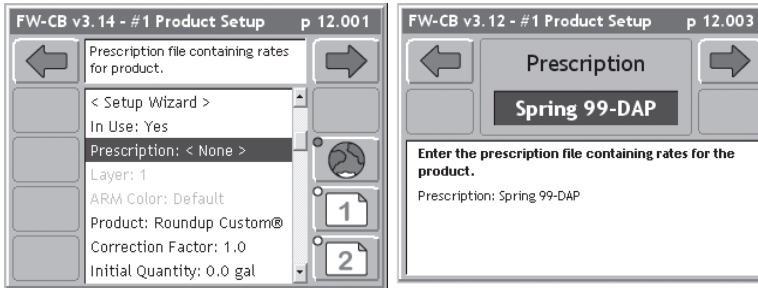 FW-CB v3.14 - #1 Product Setup p 12.001
Prescription file containing rates
for product.
< Setup Wizard >
In Use: Yes
Prescription: < None >
Layer: 1
ARM Color: Default
Product: Roundup Custom®
Correction Factor: 1.0
Initial Quantity: 0.0 gal
1
2
FW-CB v3.12 - #1 Product Setup p 12.003
Prescription
Spring 99-DAP
Enter the prescription file containing rates for the
product.
Prescription: Spring 99-DAP